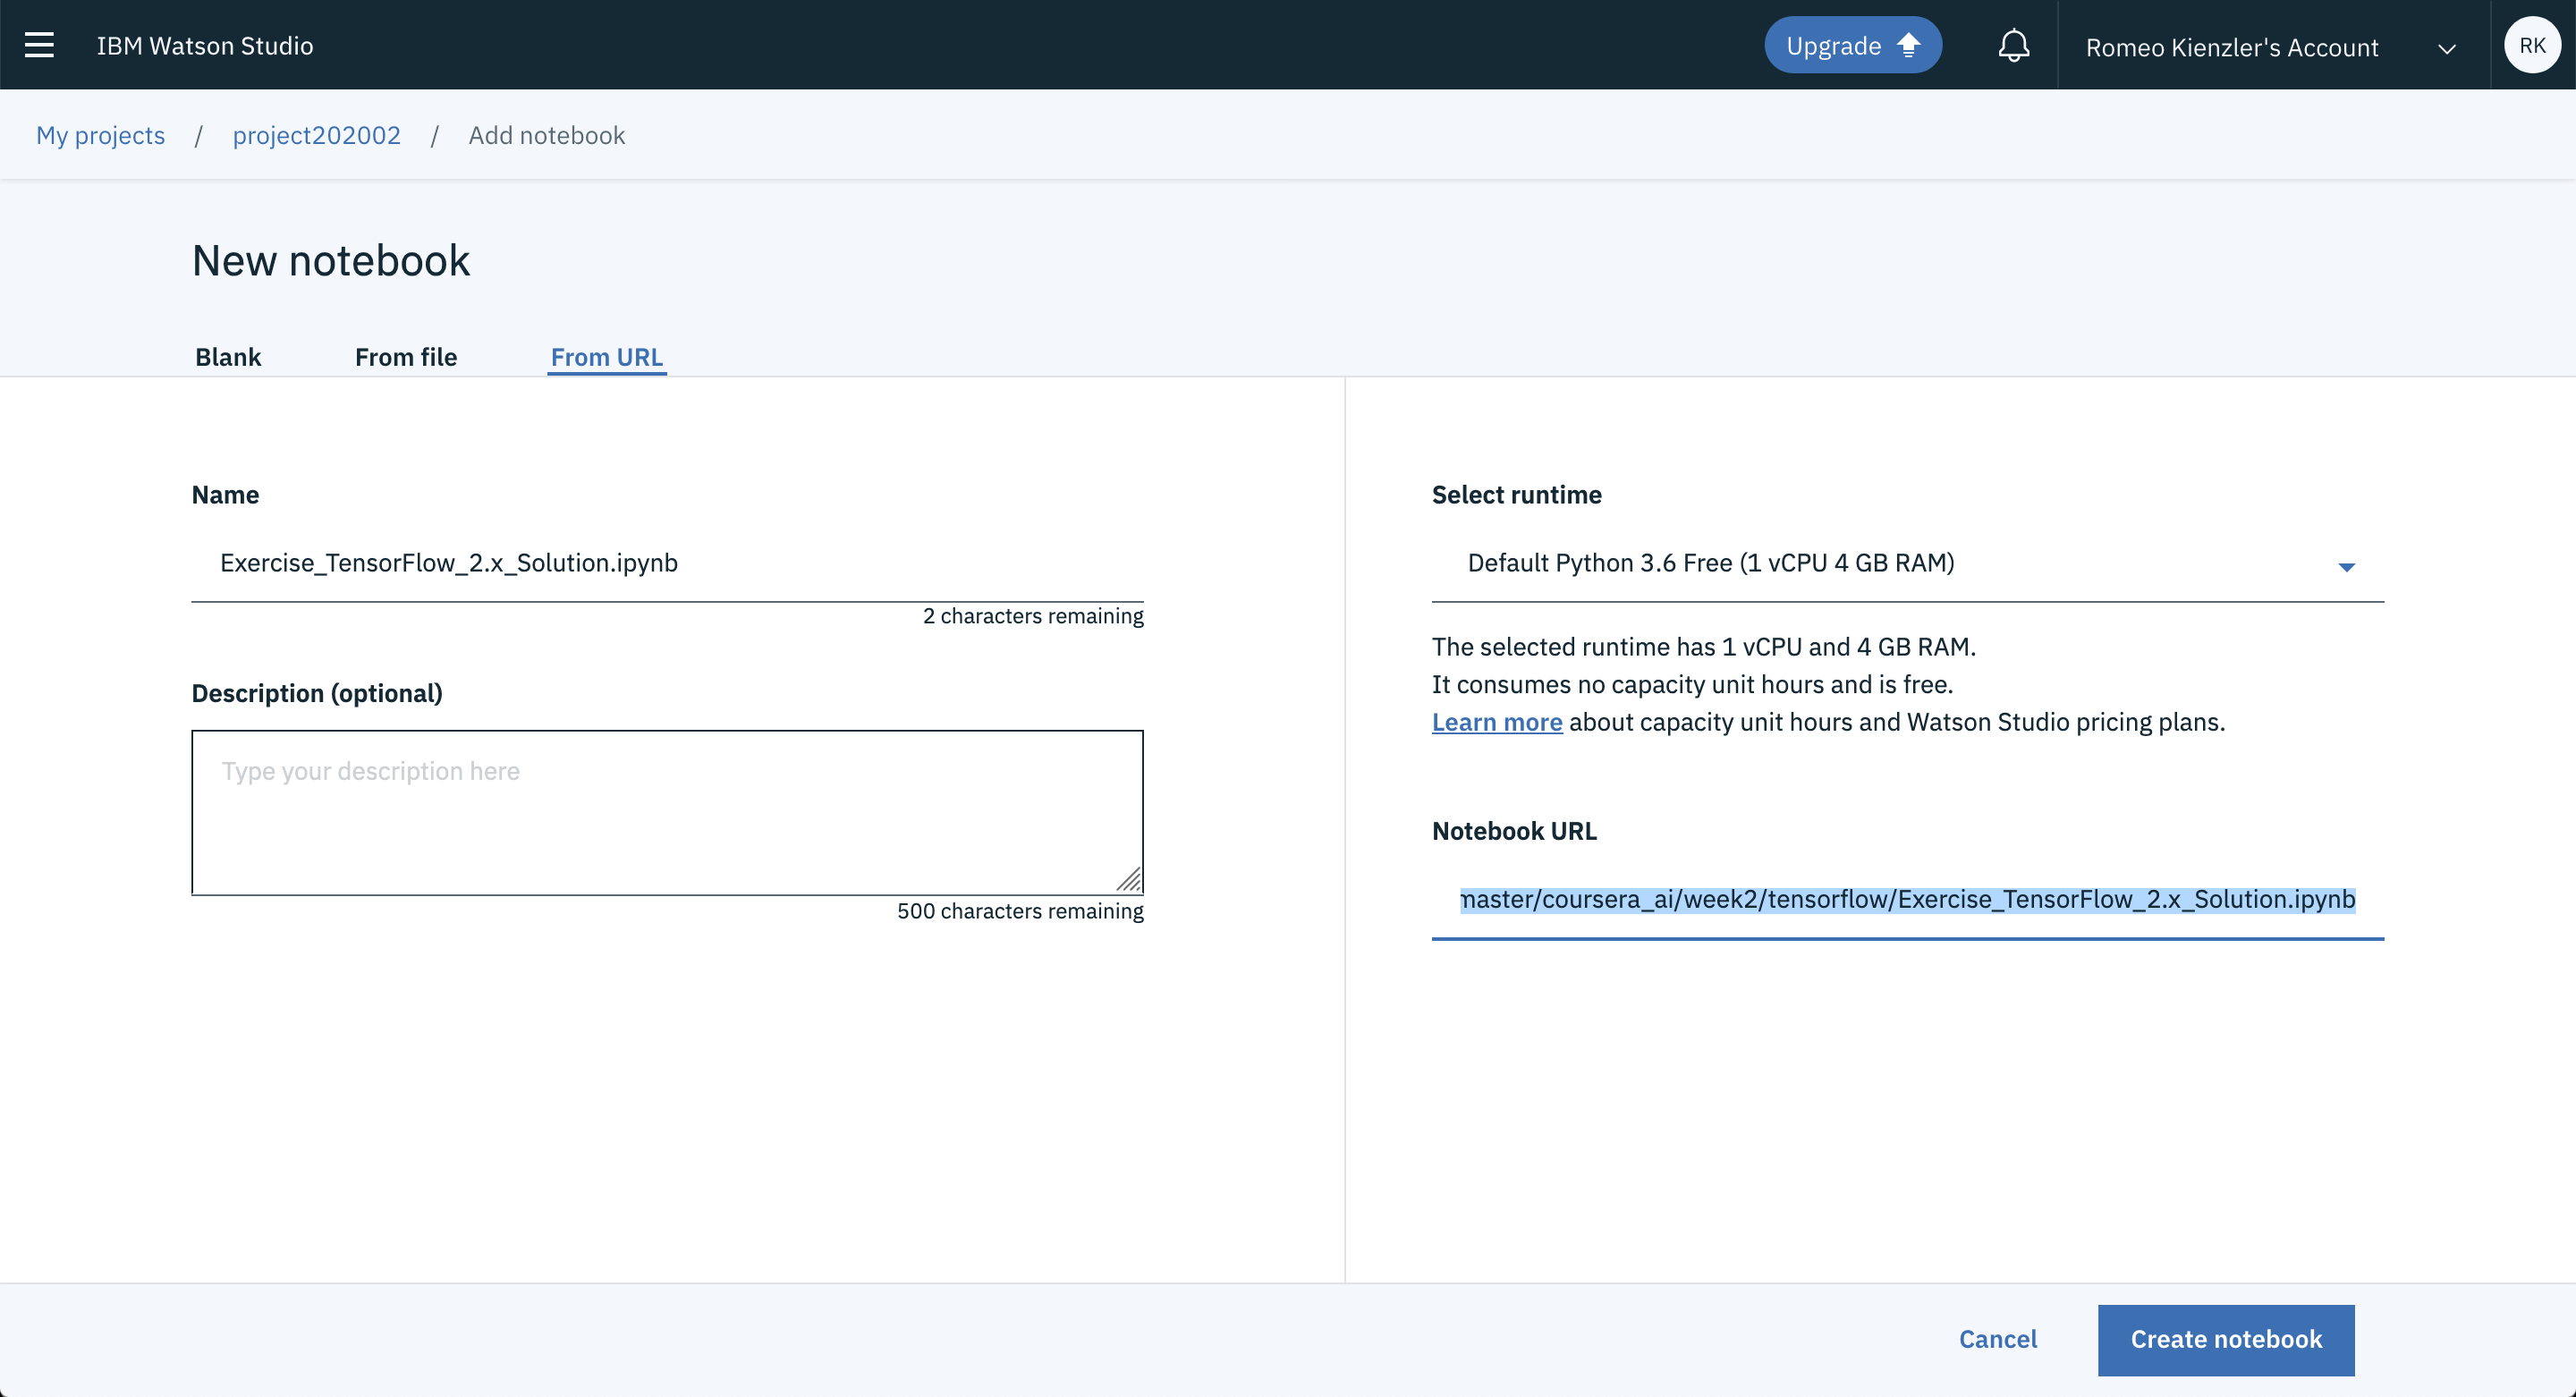 IBM Watson Studio
Upgrade
Romeo Kienzler's Account
RK
My projects / project202002 / Add notebook
New notebook
Blank
From file
From URL
Name
Exercise_TensorFlow_2.x_Solution.ipynb
2 characters remaining
Description (optional)
Type your description here
500 characters remaining
Select runtime
Default Python 3.6 Free (1 vCPU 4 GB RAM)
The selected runtime has 1 vCPU and 4 GB RAM.
It consumes no capacity unit hours and is free.
Learn more about capacity unit hours and Watson Studio pricing plans.
Notebook URL
master/coursera_ai/week2/tensorflow/Exercise_TensorFlow_2.x_Solution.ipynb
Cancel
Create notebook